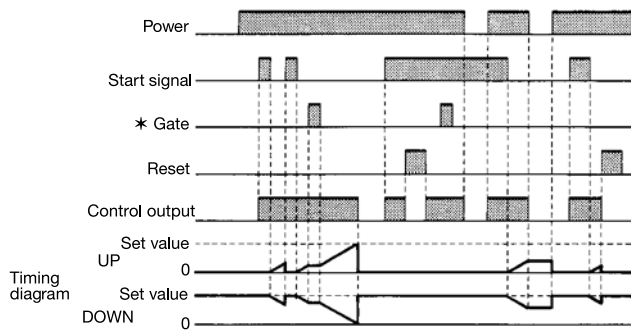 Power
Start signal
✶ Gate
Reset
Control output
Set value
UP
0
Timing
diagram
Set value
DOWN
0